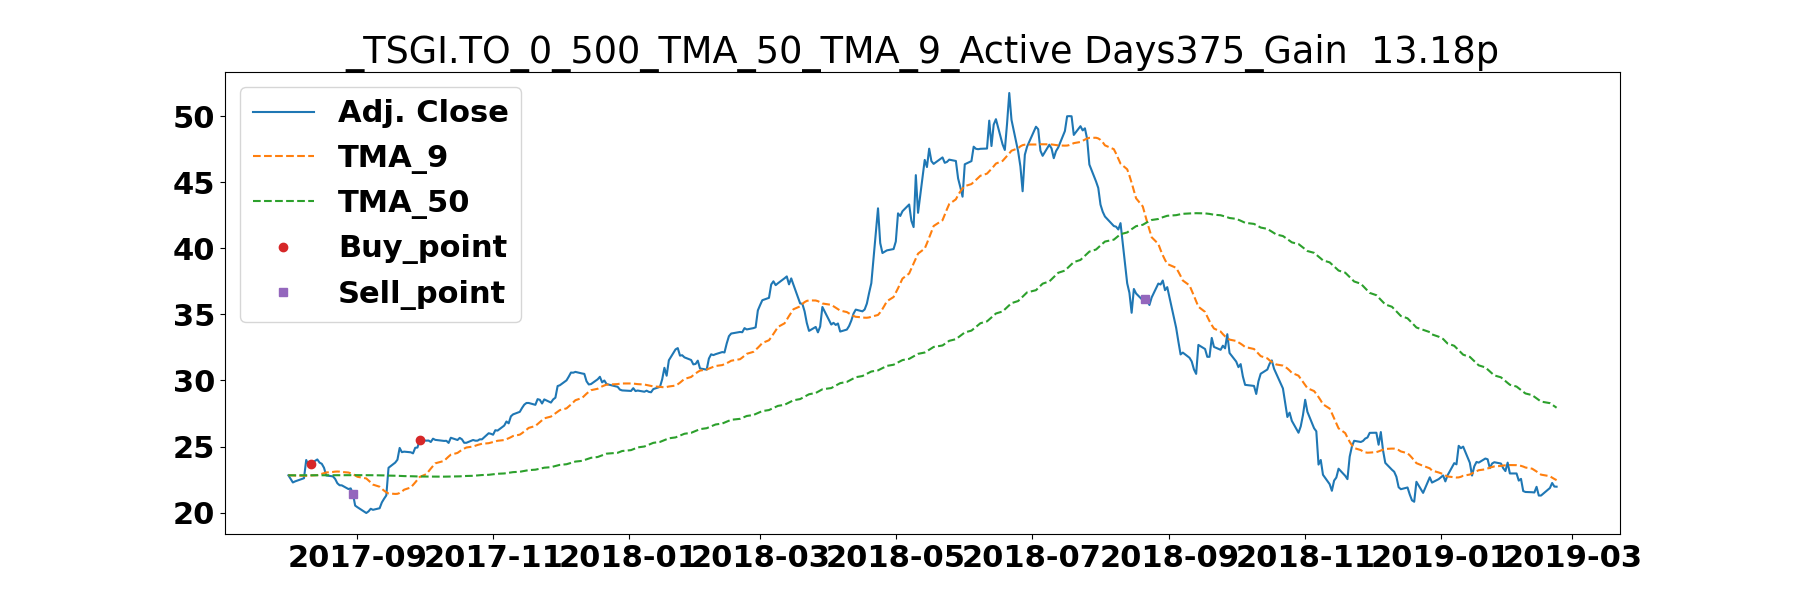 _TSGI.TO_0_500_TMA_50_TMA_9_Active Days375_Gain  13.18p
Adj. Close
TMA_9
TMA_50
Buy_point
Sell_point
50
45
40
35
30
25
20
2017-09 2017-11 2018-01 2018-03 2018-05 2018-07 2018-09 2018-11 2019-01 2019-03